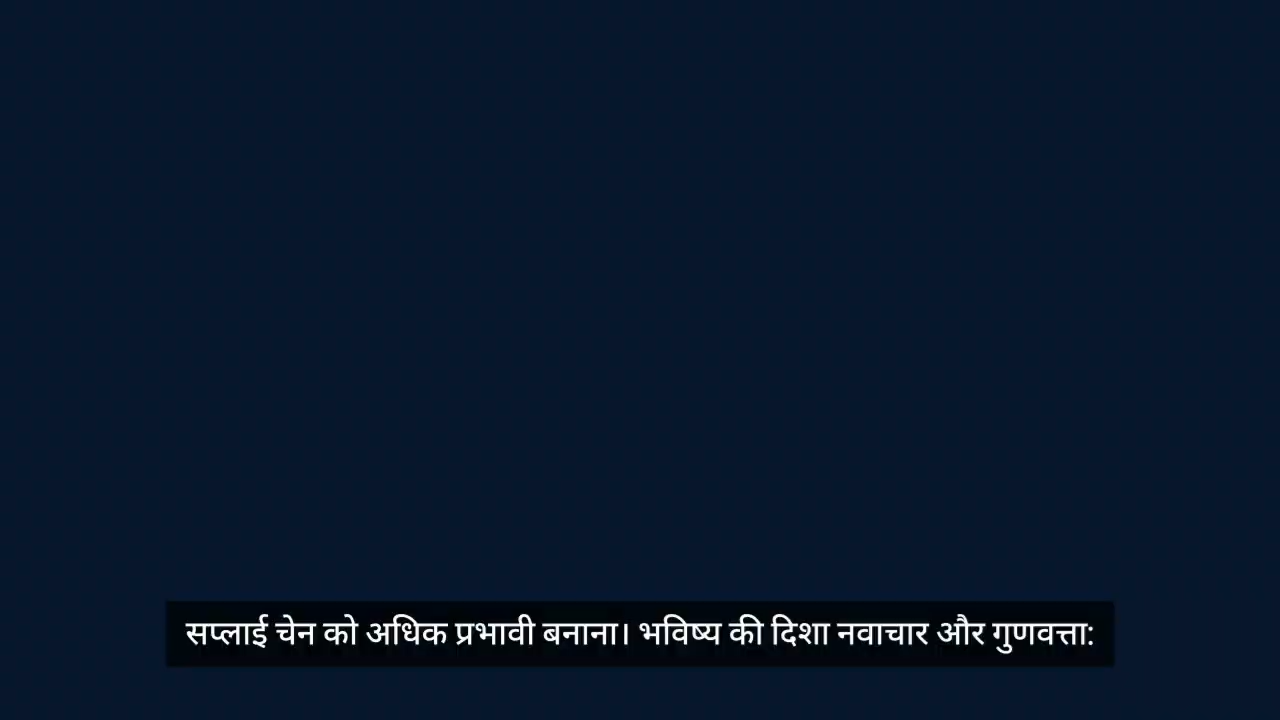 सप्लाई चेन को अधिक प्रभावी बनाना। भविष्य की दिशा नवाचार और गुणवत्ता: